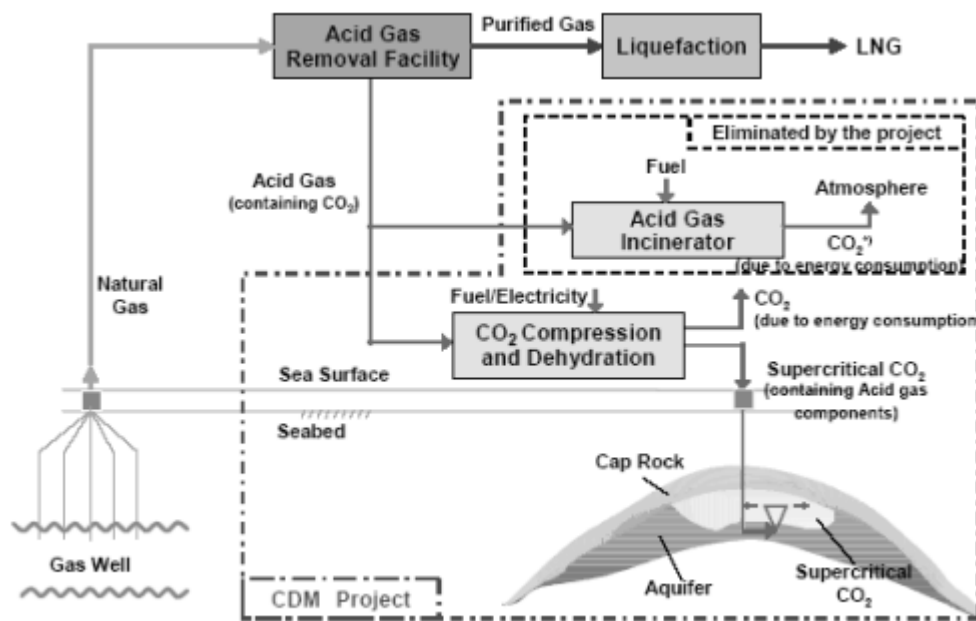 Acid Gas
Removal Facility
Purified Gas
Liquefaction
LNG
Eliminated by the project
Fuel
Atmosphere
Acid Gas
(containing CO₂)
Acid Gas
Incinerator
CO₂*⁾
(due to energy consumption)
Natural
Gas
Fuel/Electricity
CO₂
(due to energy consumption
CO₂ Compression
and Dehydration
Sea Surface
Supercritical CO₂
(containing Acid gas
components)
Seabed
Cap Rock
Gas Well
Aquifer
Supercritical
CO₂
CDM Project